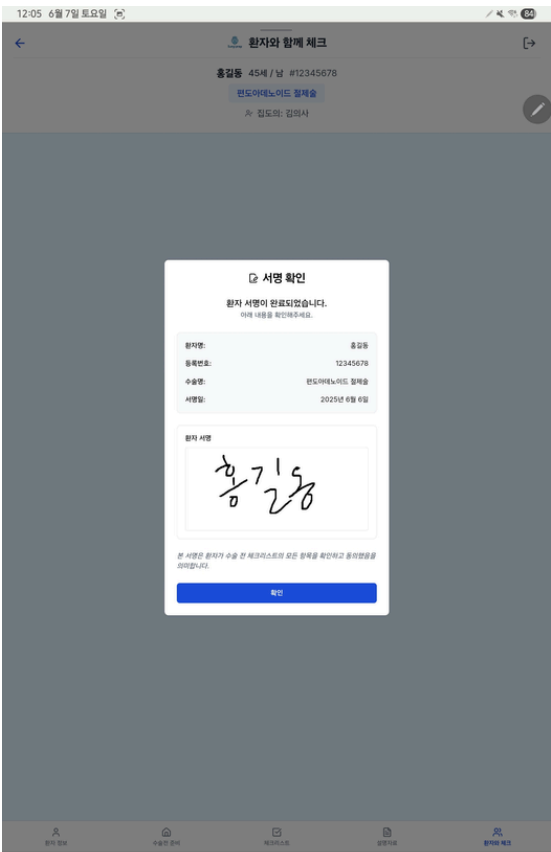 12:05 6월 7일 토요일
84
환자와 함께 체크
홍길동 45세 / 남 #12345678
편도아데노이드 절제술
집도의: 김의사
서명 확인
환자 서명이 완료되었습니다.
아래 내용을 확인해주세요.
환자명: 홍길동
등록번호: 12345678
수술명: 편도아데노이드 절제술
서명일: 2025년 6월 6일
환자 서명
홍길동
본 서명은 환자가 수술 전 체크리스트의 모든 항목을 확인하고 동의했음을
의미합니다.
확인
환자 정보 수술전 준비 체크리스트 설명자료 환자와 체크